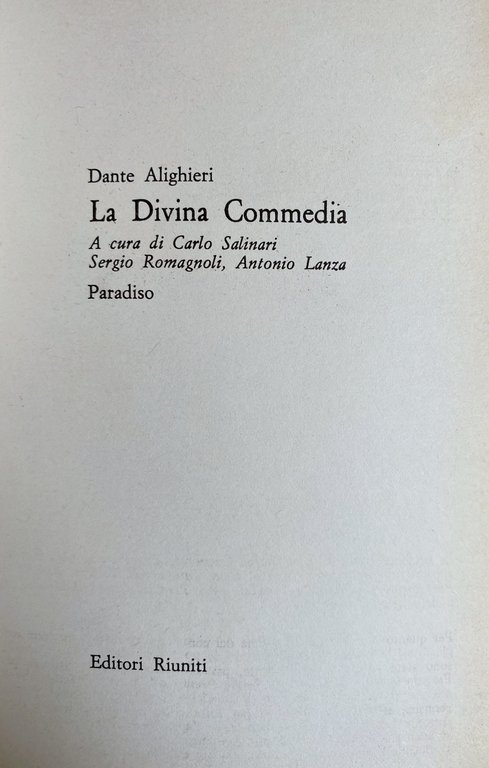 Dante Alighieri
La Divina Commedia
A cura di Carlo Salinari
Sergio Romagnoli, Antonio Lanza
Paradiso
Editori Riuniti